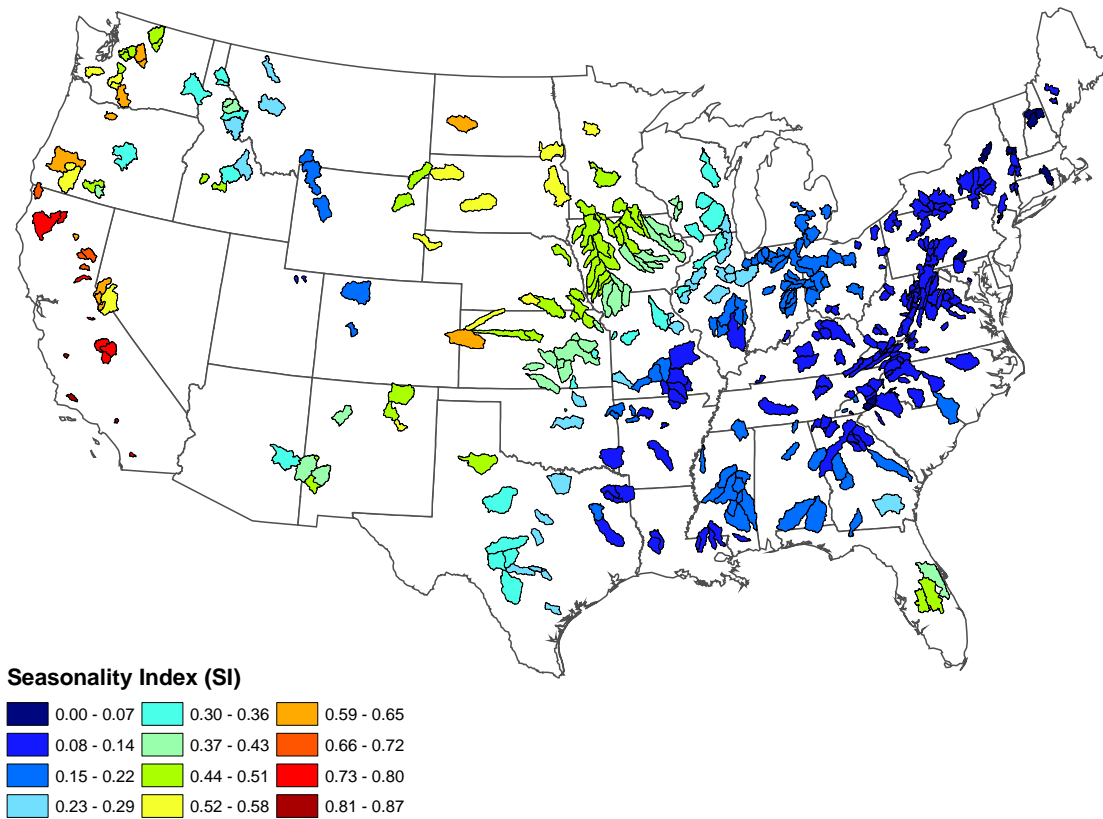 Seasonality Index (SI)
0.00 - 0.07 0.30 - 0.36 0.59 - 0.65
0.08 - 0.14 0.37 - 0.43 0.66 - 0.72
0.15 - 0.22 0.44 - 0.51 0.73 - 0.80
0.23 - 0.29 0.52 - 0.58 0.81 - 0.87